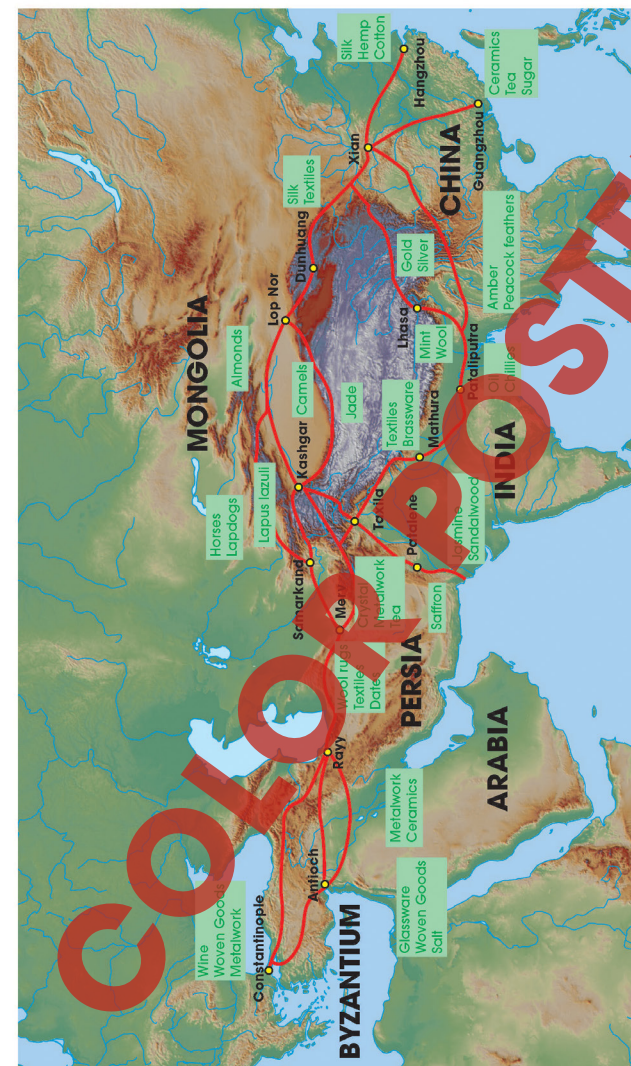 COLOR POST
MONGOLIA
CHINA
INDIA
PERSIA
ARABIA
BYZANTIUM
Wine
Woven Goods
Metalwork
Constantinople
Antioch
Glassware
Woven Goods
Salt
Metalwork
Ceramics
Rayy
Wool rugs
Textiles
Dates
Merv
Crystal
Metalwork
Tea
Saffron
Samarkand
Horses
Lapdogs
Lapus lazuli
Kashgar
Camels
Almonds
Jade
Taxila
Patalene
Jasmine
Sandalwood
Textiles
Brassware
Mathura
Pataliputra
Chillies
Mint
Wool
Lhasa
Gold
Silver
Amber
Peacock feathers
Lop Nor
Dunhuang
Silk
Textiles
Xian
Silk
Hemp
Cotton
Hangzhou
Guangzhou
Ceramics
Tea
Sugar